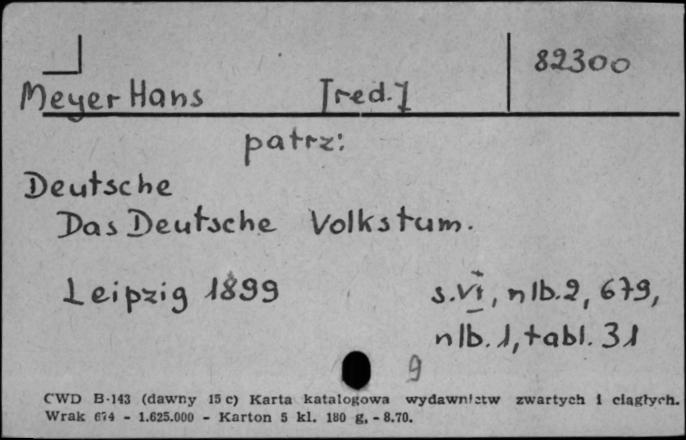 82300
Meyer Hans [red.]
patrz:
Deutsche
Das Deutsche Volkstum.
Leipzig 1899 s. VI, nlb. 2, 679,
nlb. 1, tabl. 31
9
CWD B-143 (dawny 15 c) Karta katalogowa wydawnictw zwartych i ciągłych.
Wrak 674 - 1.625.000 - Karton 5 kl. 180 g. - 8.70.